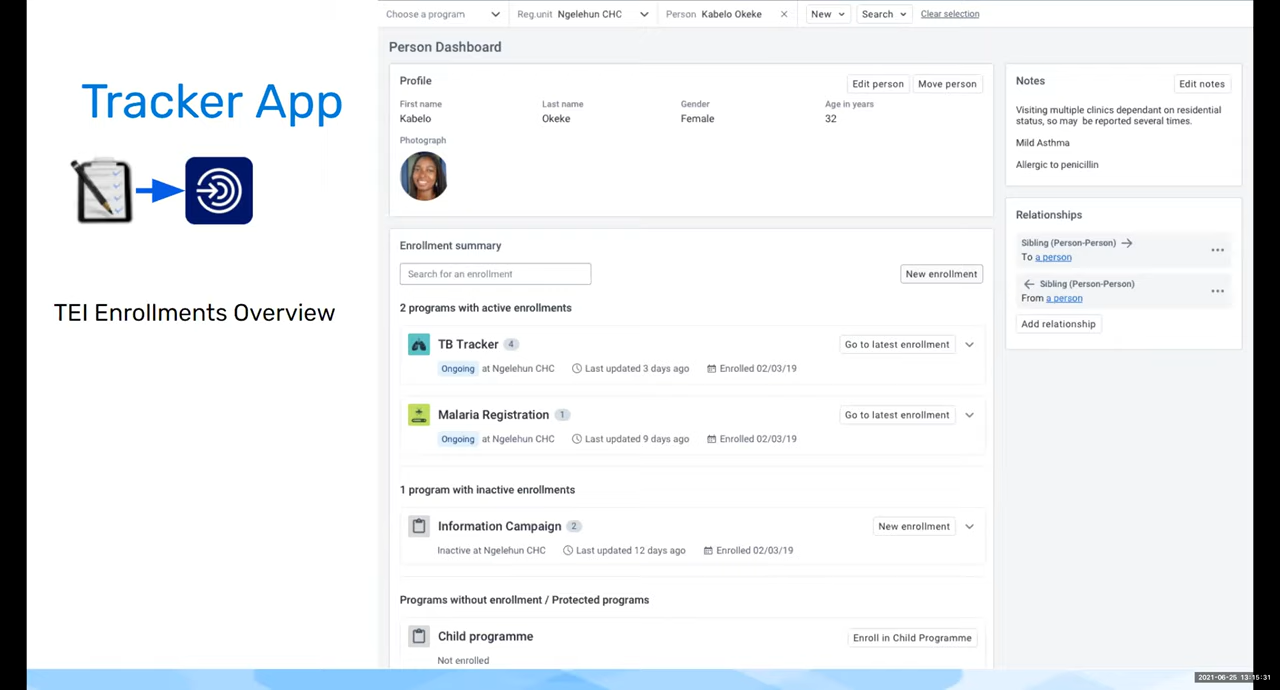 Choose a program Reg.unit Ngelehun CHC Person Kabelo Okeke New Search Clear selection
Tracker App
TEI Enrollments Overview
Person Dashboard
Profile
Edit person Move person
First name Last name Gender Age in years
Kabelo Okeke Female 32
Photograph
Enrollment summary
Search for an enrollment New enrollment
2 programs with active enrollments
TB Tracker 4 Go to latest enrollment
Ongoing at Ngelehun CHC Last updated 3 days ago Enrolled 02/03/19
Malaria Registration 1 Go to latest enrollment
Ongoing at Ngelehun CHC Last updated 9 days ago Enrolled 02/03/19
1 program with inactive enrollments
Information Campaign 2 New enrollment
Inactive at Ngelehun CHC Last updated 12 days ago Enrolled 02/03/19
Programs without enrollment / Protected programs
Child programme Enroll in Child Programme
Not enrolled
Notes Edit notes
Visiting multiple clinics dependant on residential
status, so may be reported several times.
Mild Asthma
Allergic to penicillin
Relationships
Sibling (Person-Person)
To a person
Sibling (Person-Person)
From a person
Add relationship
2021-06-25 13:15:31